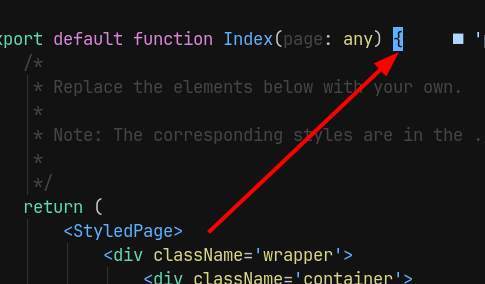 xport default function Index(page: any) { ■ 'p
/*
* Replace the elements below with your own.
*
* Note: The corresponding styles are in the .
*
*/
return (
<StyledPage>
<div className='wrapper'>
<div className='container'>